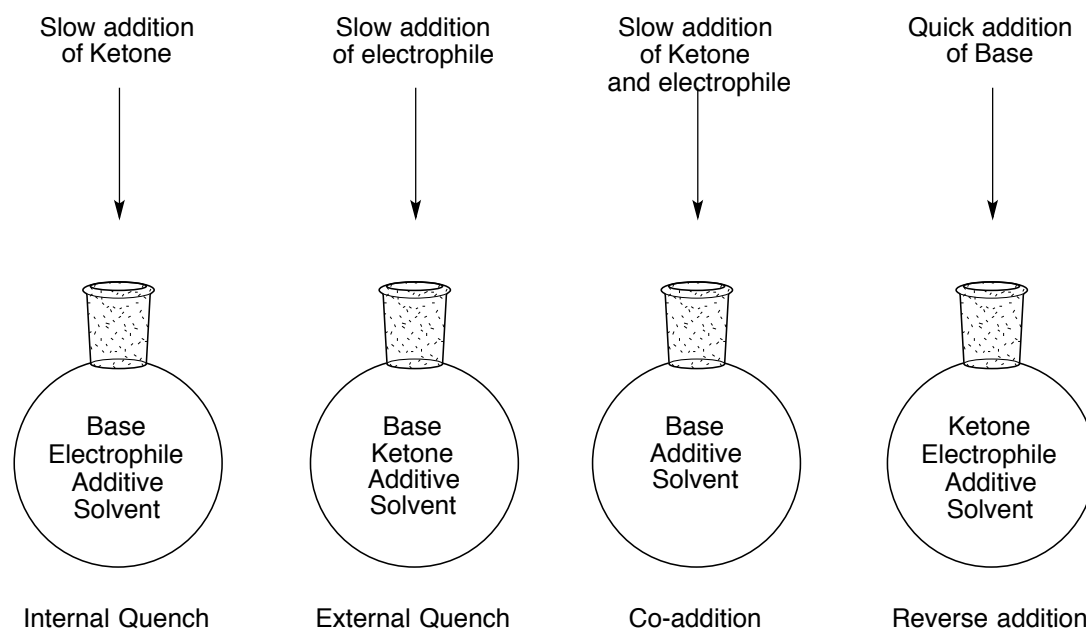 Slow addition
of Ketone
Slow addition
of electrophile
Slow addition
of Ketone
and electrophile
Quick addition
of Base
Base
Electrophile
Additive
Solvent
Base
Ketone
Additive
Solvent
Base
Additive
Solvent
Ketone
Electrophile
Additive
Solvent
Internal Quench
External Quench
Co-addition
Reverse addition